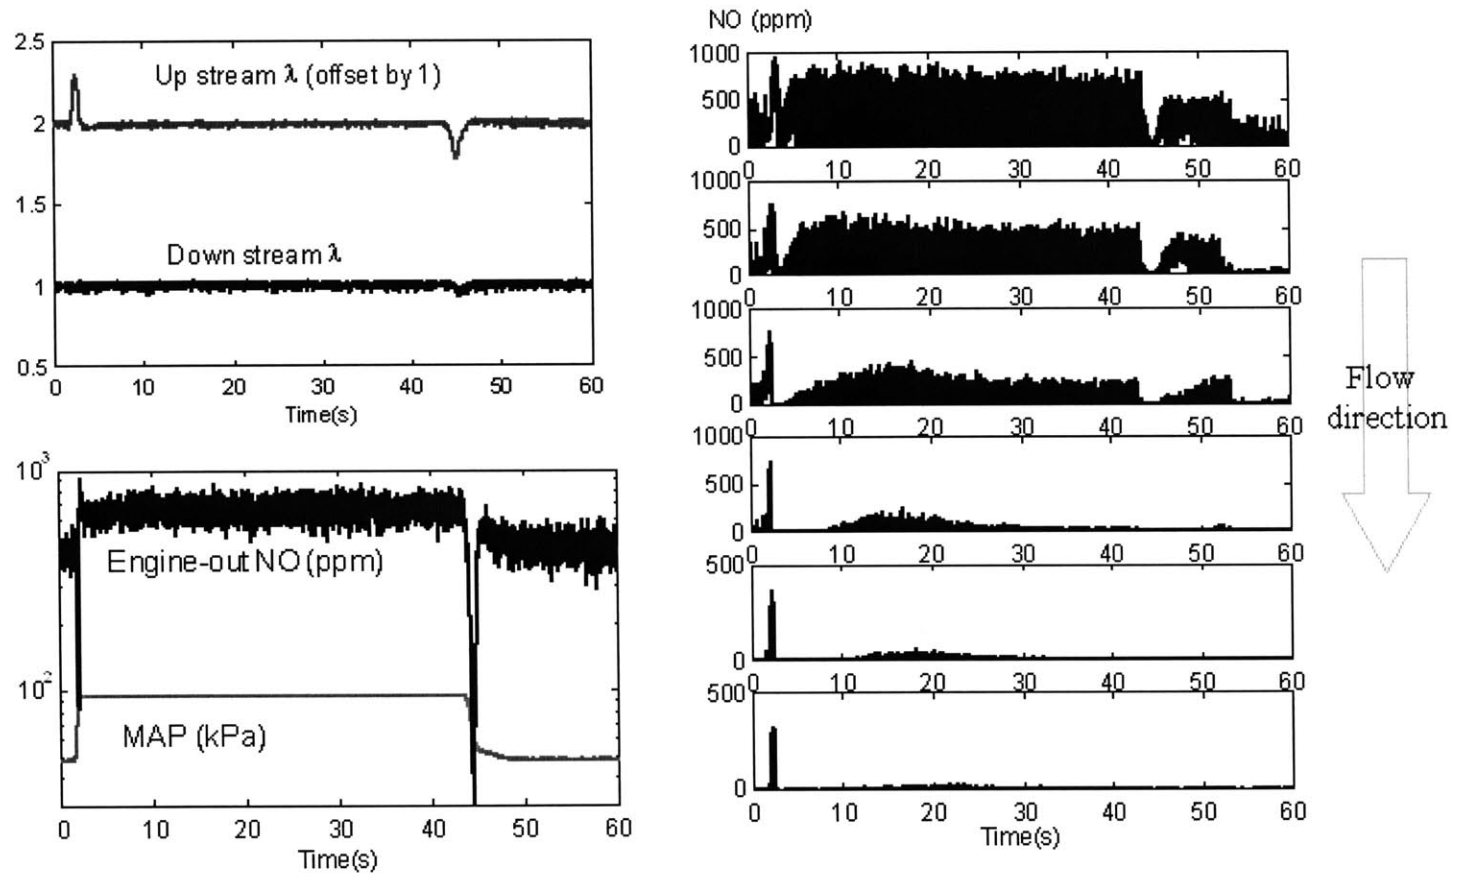 2.5
Up stream λ (offset by 1)
2
1.5
Down stream λ
1
0.5
0 10 20 30 40 50 60
Time(s)
10³
Engine-out NO (ppm)
10²
MAP (kPa)
0 10 20 30 40 50 60
Time(s)
NO (ppm)
1000
500
0
0 10 20 30 40 50 60
1000
500
0
0 10 20 30 40 50 60
1000
500
0
0 10 20 30 40 50 60
1000
500
0
0 10 20 30 40 50 60
500
0
0 10 20 30 40 50 60
500
0
0 10 20 30 40 50 60
Time(s)
Flow
direction